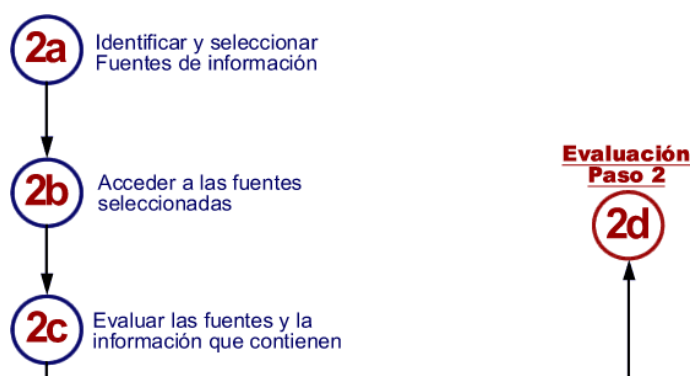 2a
Identificar y seleccionar
Fuentes de información
2b
Acceder a las fuentes
seleccionadas
Evaluación
Paso 2
2d
2c
Evaluar las fuentes y la
información que contienen